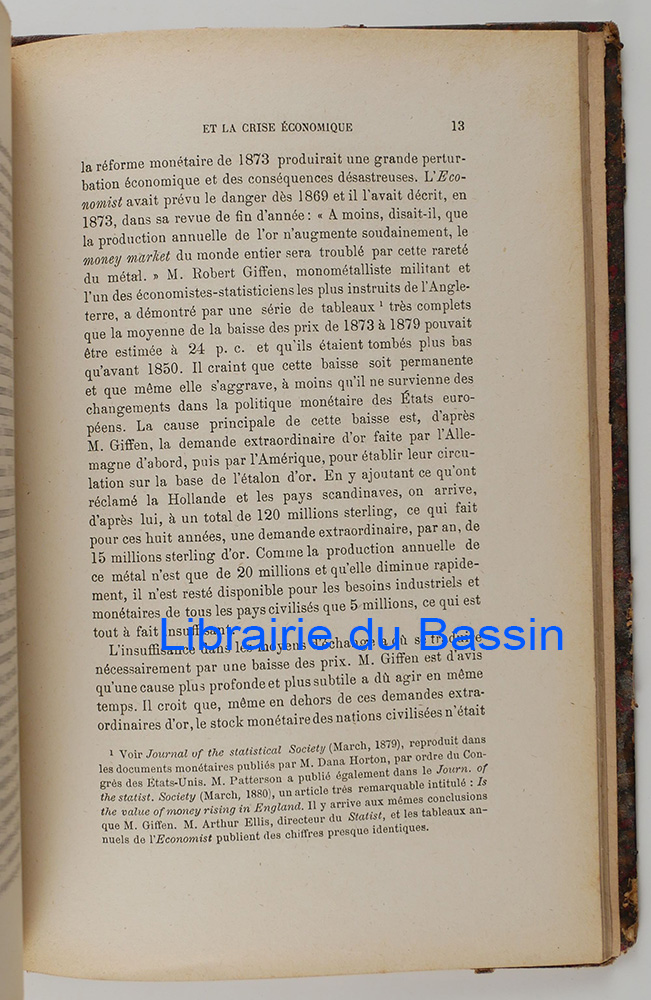 ET LA CRISE ÉCONOMIQUE 13
la réforme monétaire de 1873 produirait une grande pertur-
bation économique et des conséquences désastreuses. L'Eco-
nomist avait prévu le danger dès 1869 et il l'avait décrit, en
1873, dans sa revue de fin d'année : « A moins, disait-il, que
la production annuelle de l'or n'augmente soudainement, le
money market du monde entier sera troublé par cette rareté
du métal. » M. Robert Giffen, monométalliste militant et
l'un des économistes-statisticiens les plus instruits de l'Angle-
terre, a démontré par une série de tableaux ¹ très complets
que la moyenne de la baisse des prix de 1873 à 1879 pouvait
être estimée à 24 p. c. et qu'ils étaient tombés plus bas
qu'avant 1850. Il craint que cette baisse soit permanente
et que même elle s'aggrave, à moins qu'il ne survienne des
changements dans la politique monétaire des États euro-
péens. La cause principale de cette baisse est, d'après
M. Giffen, la demande extraordinaire d'or faite par l'Alle-
magne d'abord, puis par l'Amérique, pour établir leur circu-
lation sur la base de l'étalon d'or. En y ajoutant ce qu'ont
réclamé la Hollande et les pays scandinaves, on arrive,
d'après lui, à un total de 120 millions sterling, ce qui fait
pour ces huit années, une demande extraordinaire, par an, de
15 millions sterling d'or. Comme la production annuelle de
ce métal n'est que de 20 millions et qu'elle diminue rapide-
ment, il n'est resté disponible pour les besoins industriels et
monétaires de tous les pays civilisés que 5 millions, ce qui est
tout à fait insuffisant.
Librairie du Bassin
L'insuffisance dans les moyens d'échange a dû se traduire
nécessairement par une baisse des prix. M. Giffen est d'avis
qu'une cause plus profonde et plus subtile a dû agir en même
temps. Il croit que, même en dehors de ces demandes extra-
ordinaires d'or, le stock monétaire des nations civilisées n'était
¹ Voir Journal of the statistical Society (March, 1879), reproduit dans
les documents monétaires publiés par M. Dana Horton, par ordre du Con-
grès des Etats-Unis. M. Patterson a publié également dans le Journ. of
the statist. Society (March, 1880), un article très remarquable intitulé : Is
the value of money rising in England. Il y arrive aux mêmes conclusions
que M. Giffen. M. Arthur Ellis, directeur du Statist, et les tableaux an-
nuels de l'Economist publient des chiffres presque identiques.